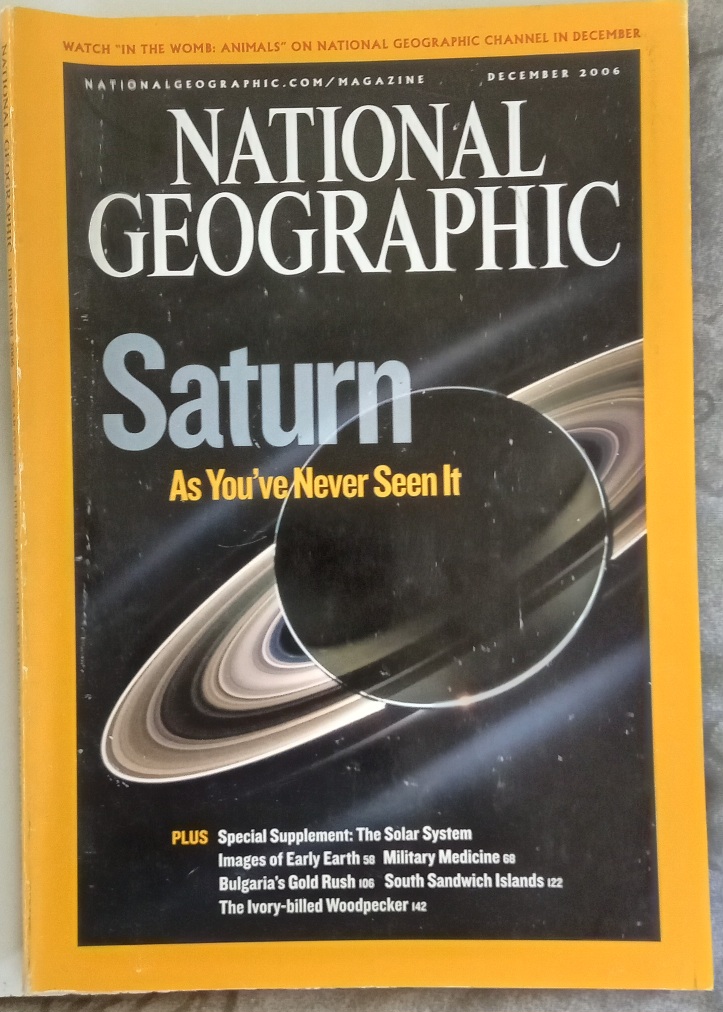 WATCH "IN THE WOMB: ANIMALS" ON NATIONAL GEOGRAPHIC CHANNEL IN DECEMBER
NATIONALGEOGRAPHIC.COM/MAGAZINE DECEMBER 2006
NATIONAL
GEOGRAPHIC
Saturn
As You've Never Seen It
PLUS Special Supplement: The Solar System
Images of Early Earth 58 Military Medicine 68
Bulgaria's Gold Rush 106 South Sandwich Islands 122
The Ivory-billed Woodpecker 142
NATIONAL GEOGRAPHIC